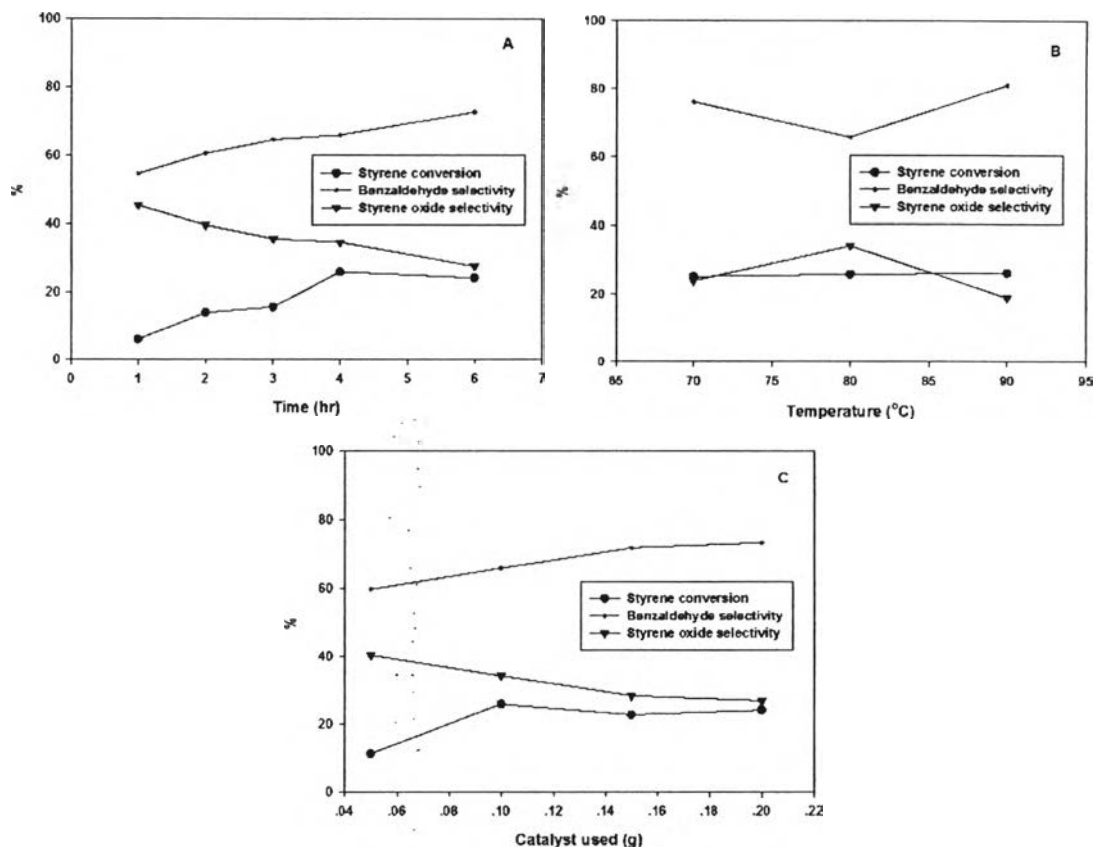 100
80
60
40
20
0
%
A
Styrene conversion
Benzaldehyde selectivity
Styrene oxide selectivity
0 1 2 3 4 5 6 7
Time (hr)
100
80
60
40
20
0
%
B
Styrene conversion
Benzaldehyde selectivity
Styrene oxide selectivity
65 70 75 80 85 90 95
Temperature (°C)
100
80
60
40
20
0
%
C
Styrene conversion
Benzaldehyde selectivity
Styrene oxide selectivity
.04 .06 .08 .10 .12 .14 .16 .18 .20 .22
Catalyst used (g)